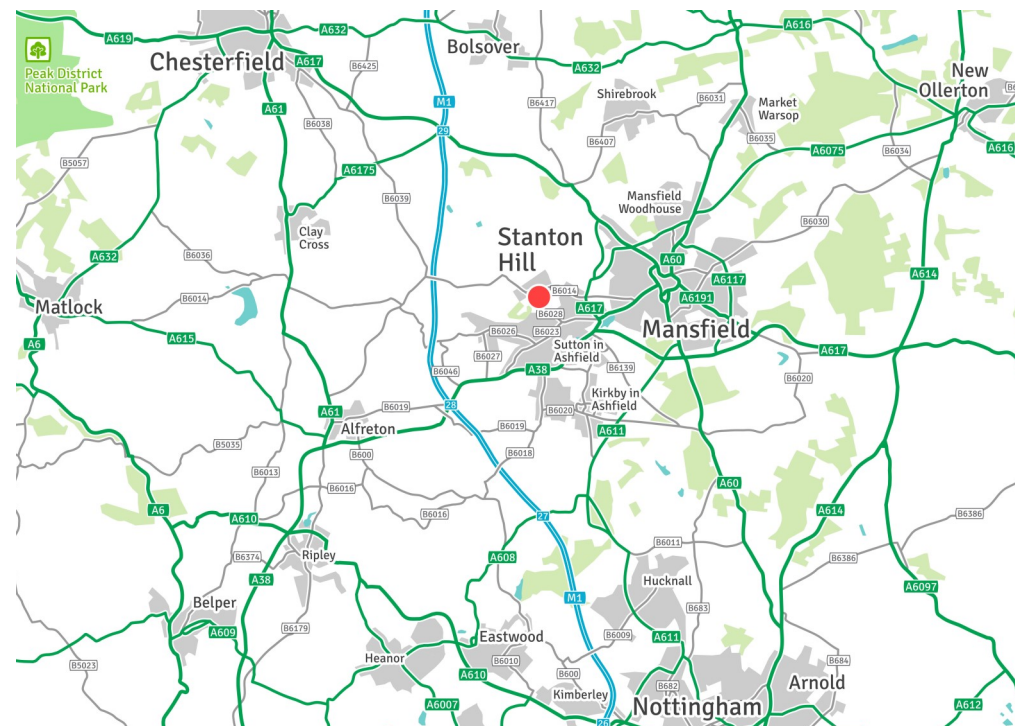 A619
A632
A616
Peak District
National Park
Chesterfield
A617
B6425
Bolsover
A632
New
Ollerton
M1
B6417
Shirebrook
B6031
Market
Warsop
A61
B6038
29
B6407
B6035
A6075
B6034
A616
B5057
A6175
B6039
Mansfield
Woodhouse
B6030
Clay
Cross
Stanton
Hill
A632
B6036
A60
A614
B6014
B6014
A617
A6191
A6117
Matlock
B6028
Mansfield
A6
A615
B6026
B6023
Sutton in
Ashfield
A617
B6027
B6046
A38
B6139
B6020
Kirkby in
Ashfield
A61
B6019
28
B6020
Alfreton
B6019
A611
B5035
B600
B6018
B6013
B6016
A60
A6
A610
B6016
27
A614
B6386
B6374
Ripley
A608
B6011
B6386
A38
Hucknall
A6097
Belper
M1
B683
A609
B6179
Eastwood
B6009
A611
B5023
Heanor
B6010
A610
B600
B682
B684
Arnold
Kimberley
Nottingham
A6007
26
A612